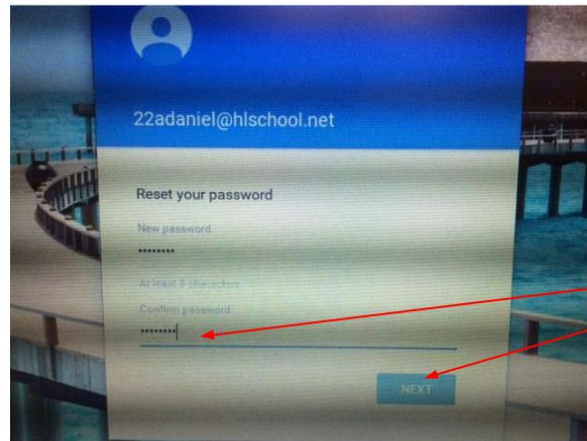 22adaniel@hlschool.net
Reset your password
New password
••••••••
At least 8 characters
Confirm password
••••••••
NEXT